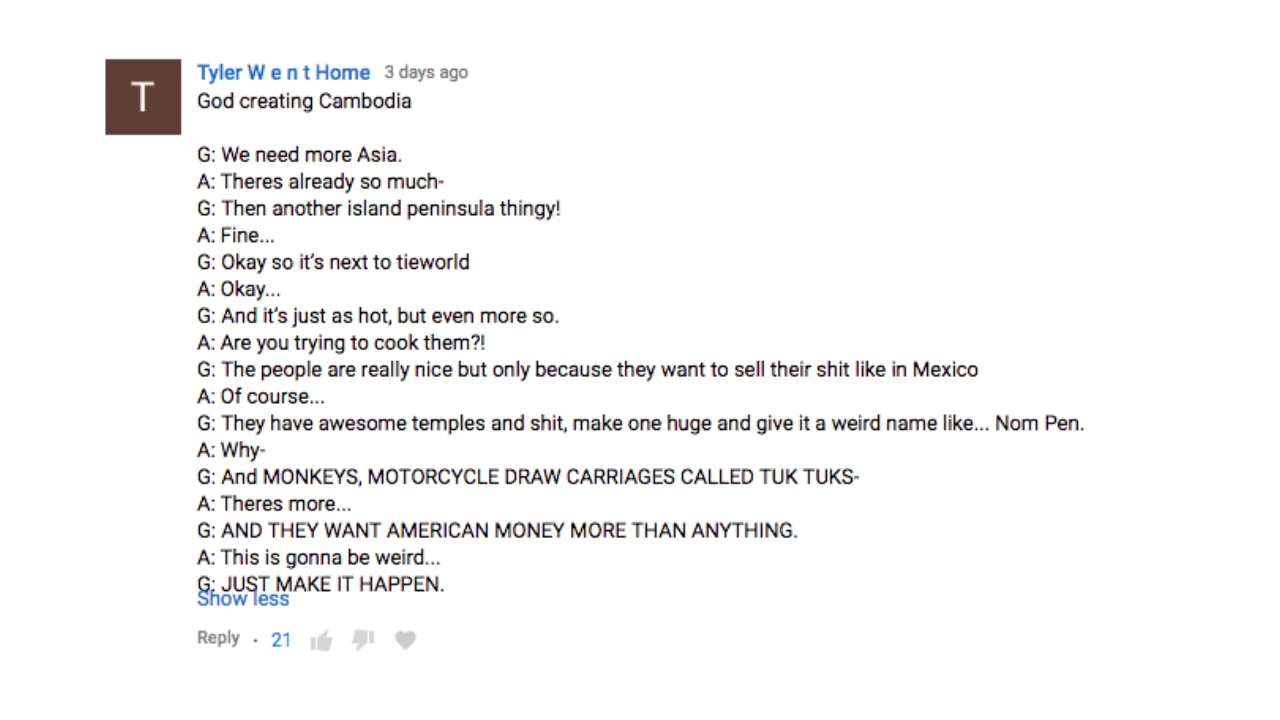 T
Tyler W e n t Home 3 days ago
God creating Cambodia
G: We need more Asia.
A: Theres already so much-
G: Then another island peninsula thingy!
A: Fine...
G: Okay so it's next to tieworld
A: Okay...
G: And it's just as hot, but even more so.
A: Are you trying to cook them?!
G: The people are really nice but only because they want to sell their shit like in Mexico
A: Of course...
G: They have awesome temples and shit, make one huge and give it a weird name like... Nom Pen.
A: Why-
G: And MONKEYS, MOTORCYCLE DRAW CARRIAGES CALLED TUK TUKS-
A: Theres more...
G: AND THEY WANT AMERICAN MONEY MORE THAN ANYTHING.
A: This is gonna be weird...
G: JUST MAKE IT HAPPEN.
Show less
Reply · 21